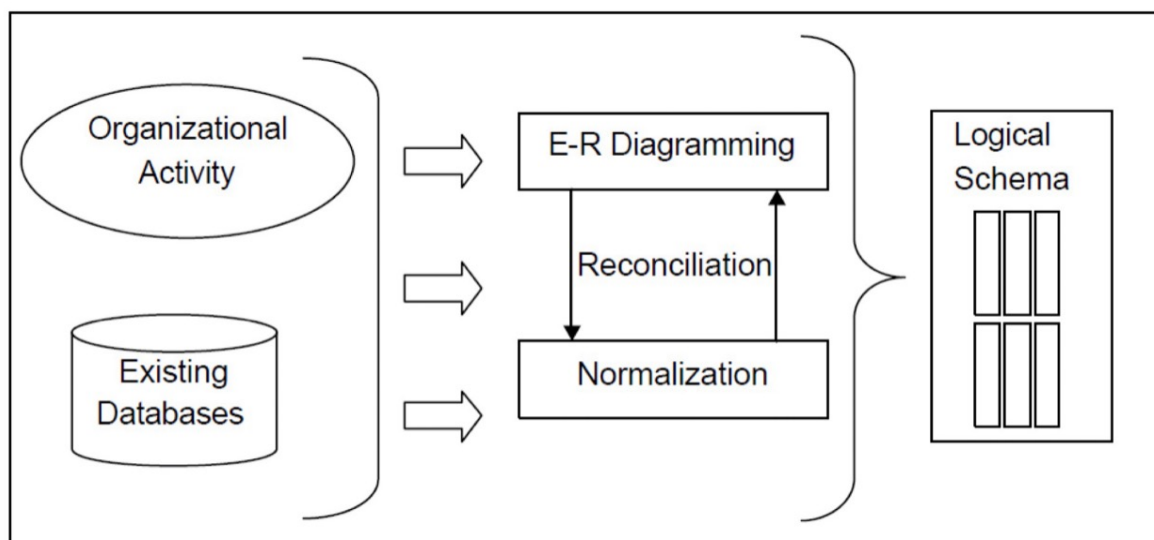 Organizational
Activity
Existing
Databases
E-R Diagramming
Reconciliation
Normalization
Logical
Schema